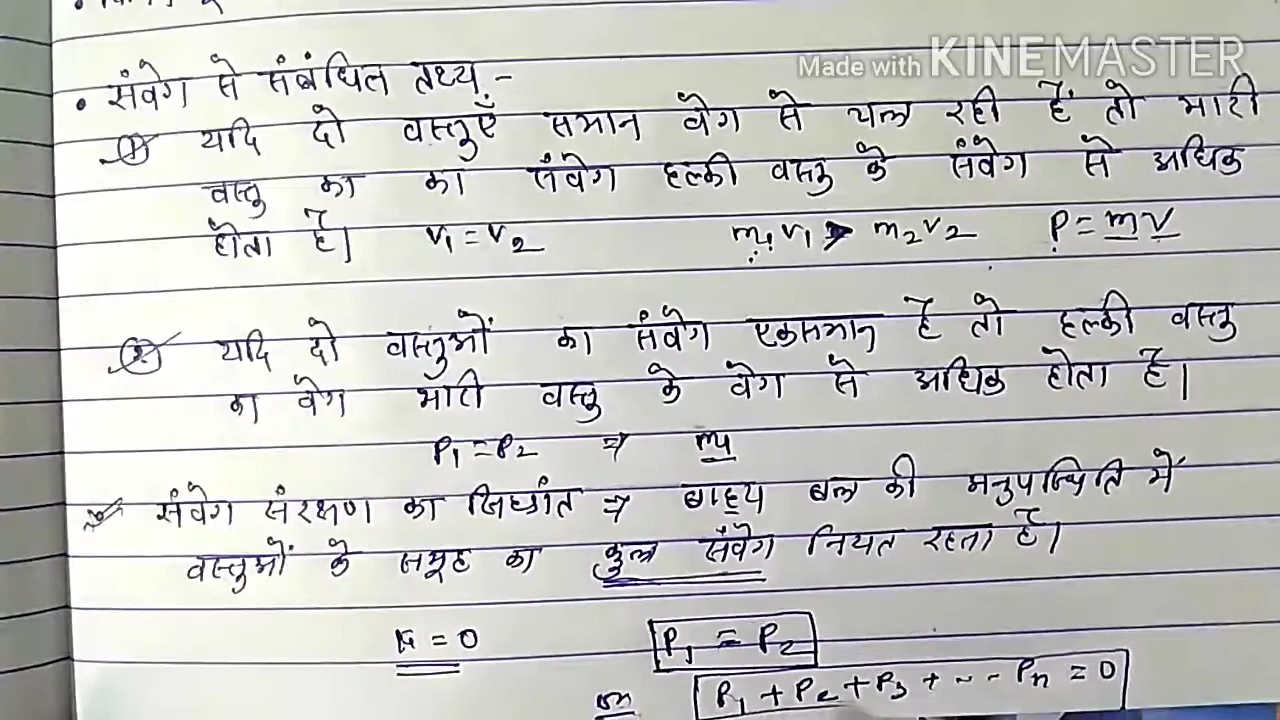 Made with KINEMASTER
• संवेग से संबंधित तथ्य :-
(1) यदि दो वस्तुएँ समान वेग से चल रही हैं तो भारी
वस्तु का का संवेग हल्की वस्तु के संवेग से अधिक
होता है। v₁ = v₂ m₁v₁ > m₂v₂ P = mv
(2) यदि दो वस्तुओं का संवेग एकसमान है तो हल्की वस्तु
का वेग भारी वस्तु के वेग से अधिक होता है।
P₁ = P₂ ⇒
संवेग संरक्षण का सिद्धांत ⇒ बाह्य बल की अनुपस्थिति में
वस्तुओं के समूह का कुल संवेग नियत रहता है।
F = 0 P₁ = P₂
P₁ + P₂ + P₃ + -- Pn = 0